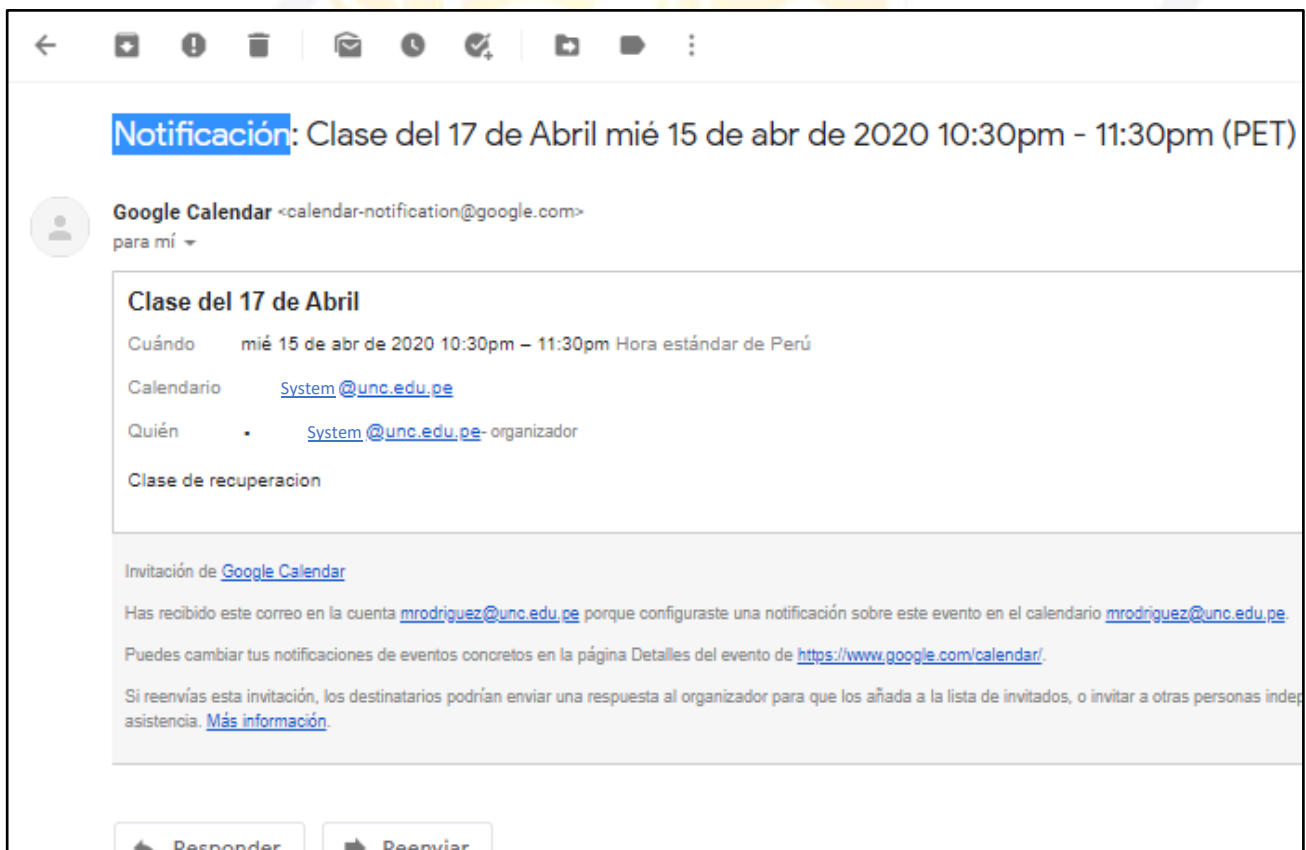 Notificación: Clase del 17 de Abril mié 15 de abr de 2020 10:30pm - 11:30pm (PET)
Google Calendar <calendar-notification@google.com>
para mí
Clase del 17 de Abril
Cuándo mié 15 de abr de 2020 10:30pm – 11:30pm Hora estándar de Perú
Calendario System @unc.edu.pe
Quién • System @unc.edu.pe- organizador
Clase de recuperacion
Invitación de Google Calendar
Has recibido este correo en la cuenta mrodriguez@unc.edu.pe porque configuraste una notificación sobre este evento en el calendario mrodriguez@unc.edu.pe.
Puedes cambiar tus notificaciones de eventos concretos en la página Detalles del evento de https://www.google.com/calendar/.
Si reenvías esta invitación, los destinatarios podrían enviar una respuesta al organizador para que los añada a la lista de invitados, o invitar a otras personas
asistencia. Más información.
Responder Reenviar